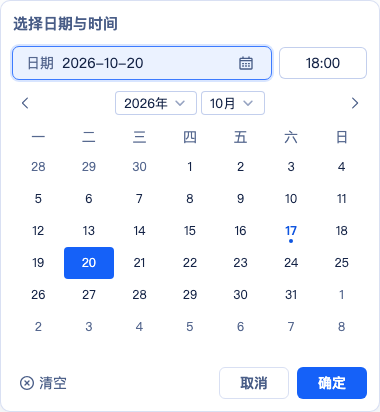 选择日期与时间
日期 2026-10-20 18:00
2026年 10月
一 二 三 四 五 六 日
28 29 30 1 2 3 4
5 6 7 8 9 10 11
12 13 14 15 16 17 18
19 20 21 22 23 24 25
26 27 28 29 30 31 1
2 3 4 5 6 7 8
清空 取消 确定